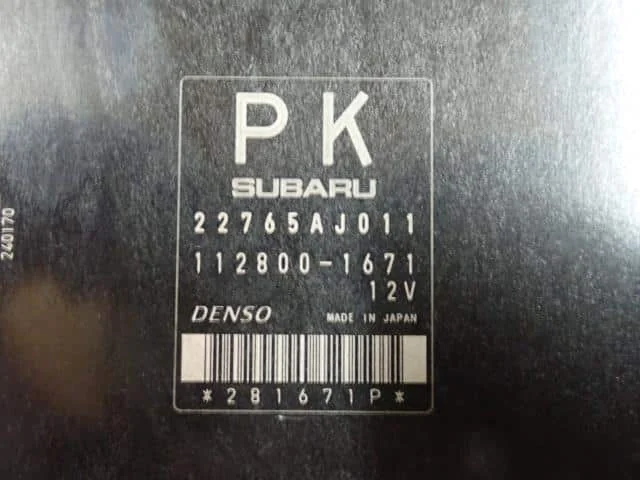 PK
SUBARU
22765AJ011
112800-1671
12V
DENSO MADE IN JAPAN
*281671P*
240170